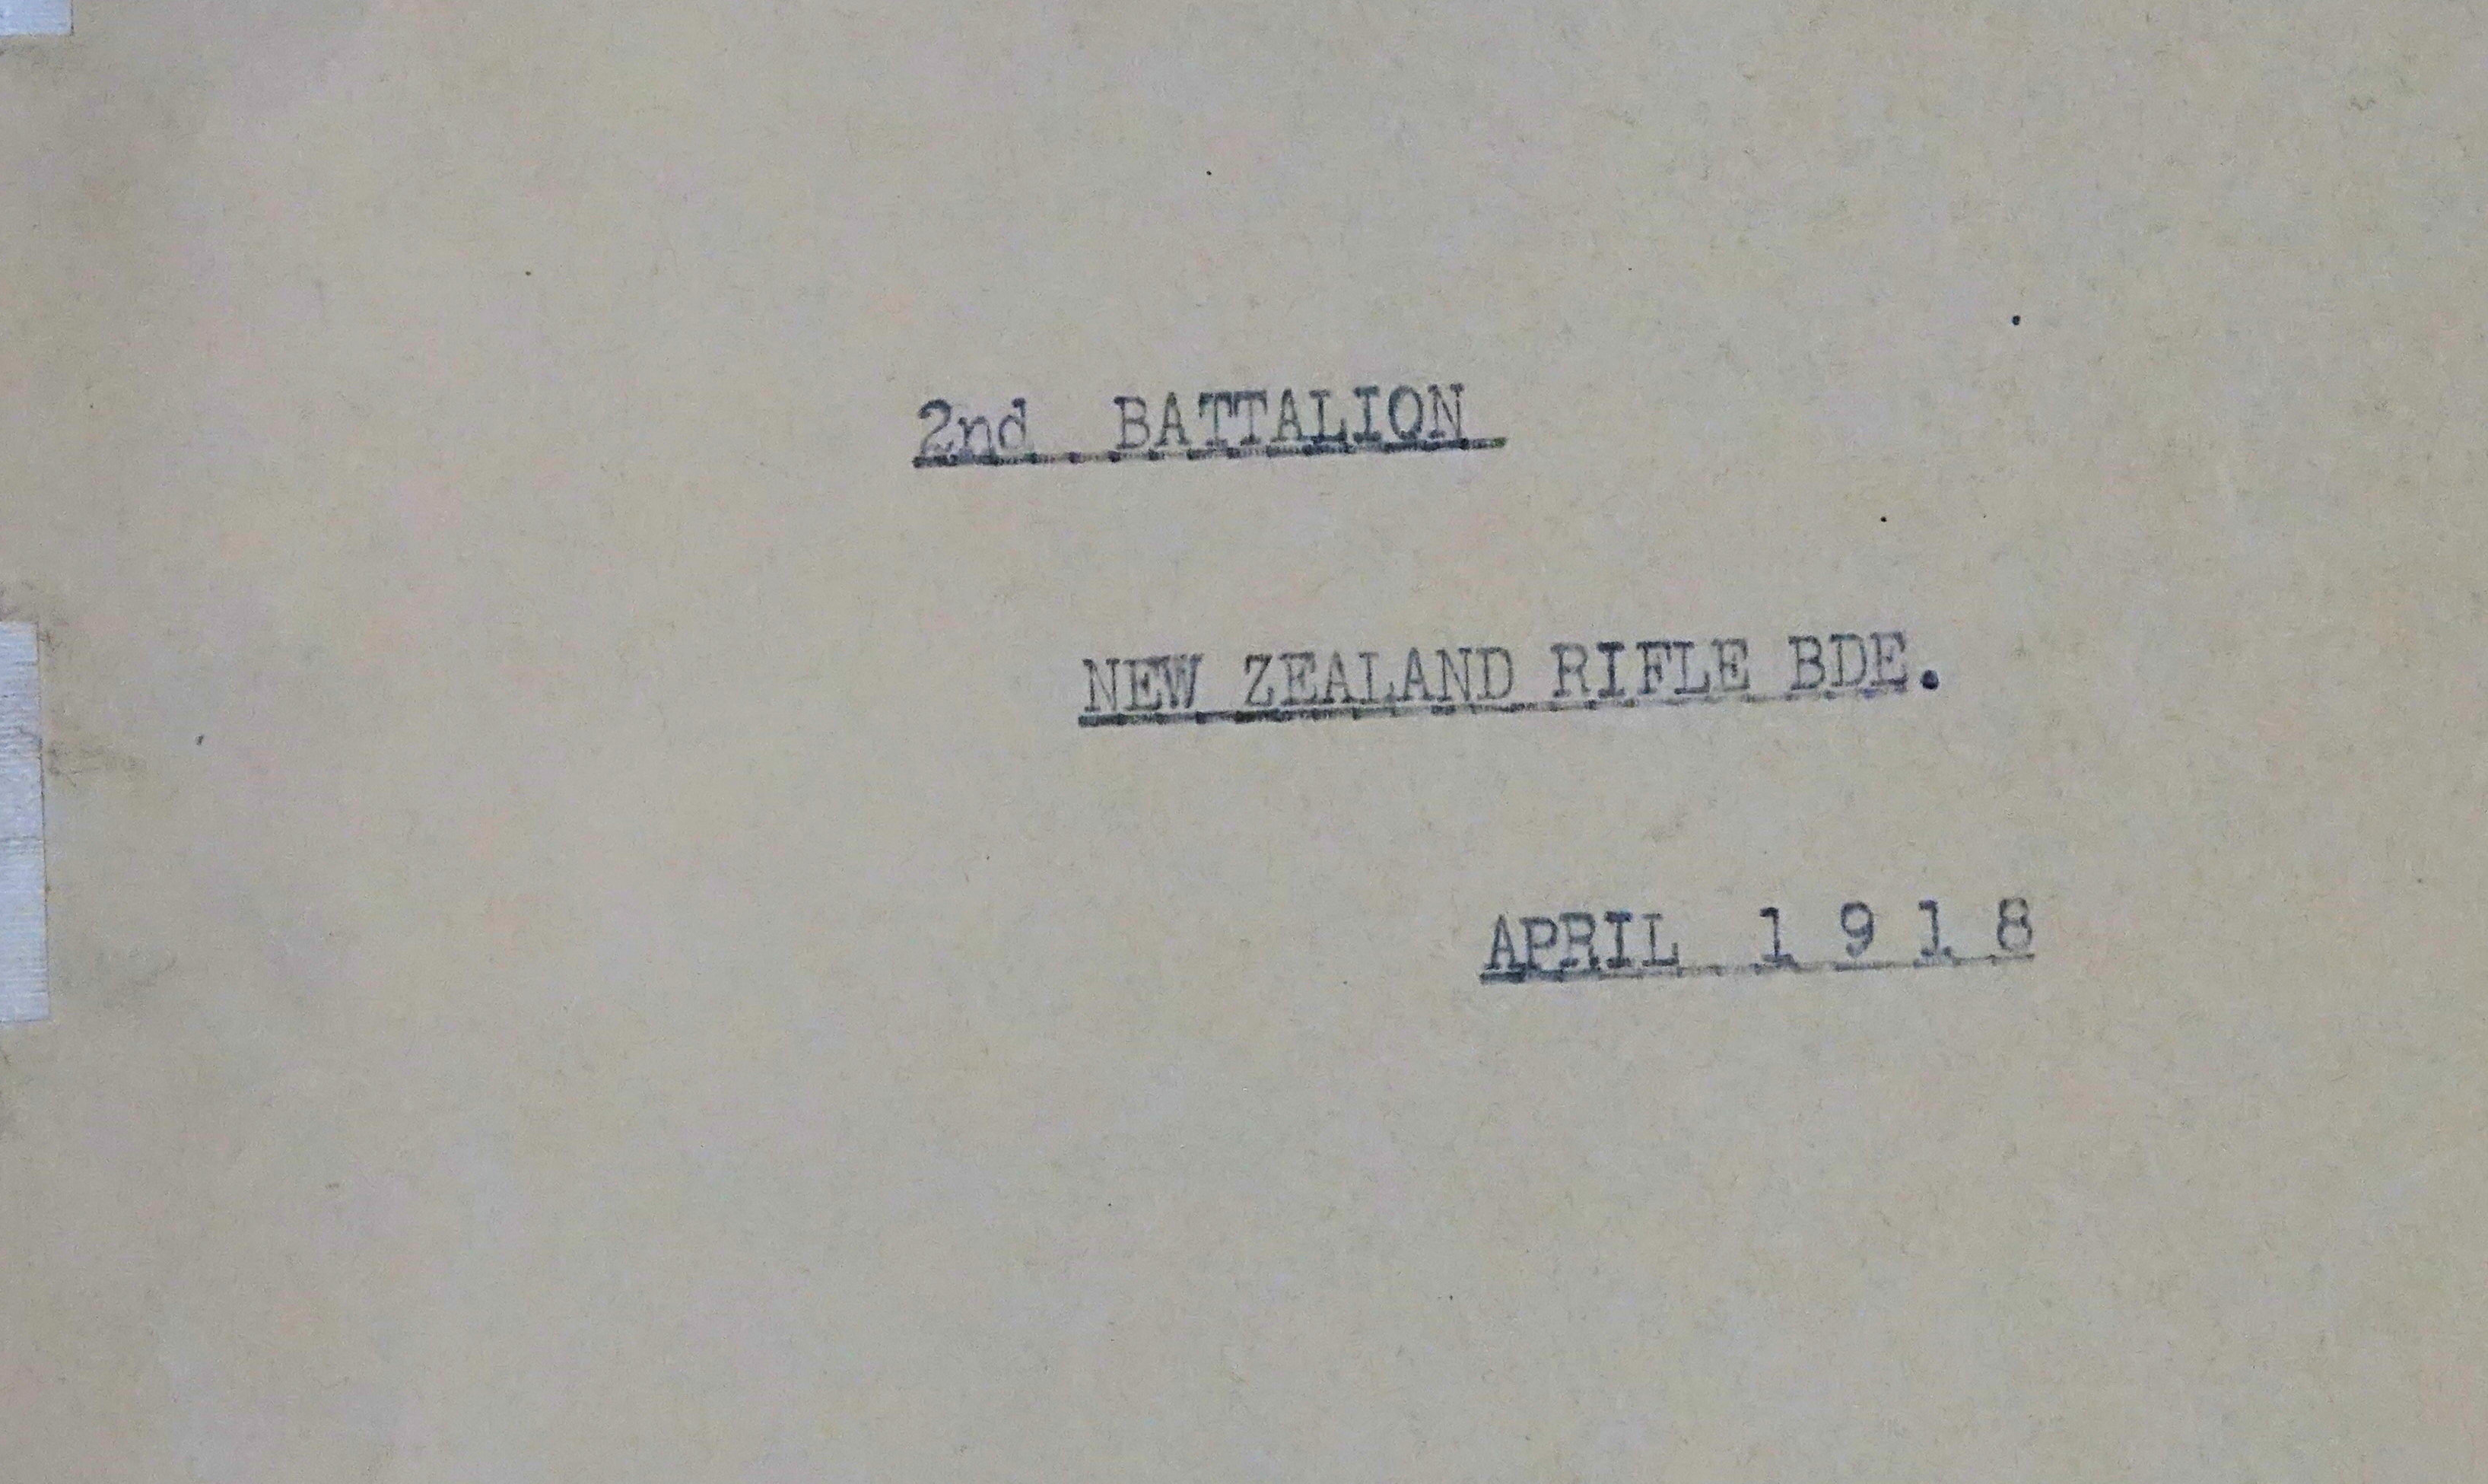 2nd BATTALION
NEW ZEALAND RIFLE BDE.
APRIL 1 9 1 8